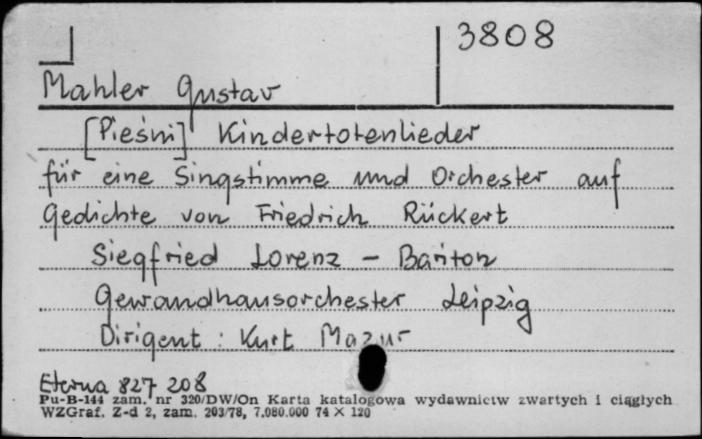 3808
Mahler Gustav
[Pieśni] Kindertotenlieder
für eine Singstimme und Orchester auf
Gedichte von Friedrich Rückert
Siegfried Lorenz – Bariton
Gewandhausorchester Leipzig
Dirigent : Kurt Mazur
Eterna 827 208
Pu-B-144 zam. nr 320/DW/On Karta katalogowa wydawnictw zwartych i ciągłych
WZGraf. Z-d 2, zam. 203/78, 7.080.000 74 × 120